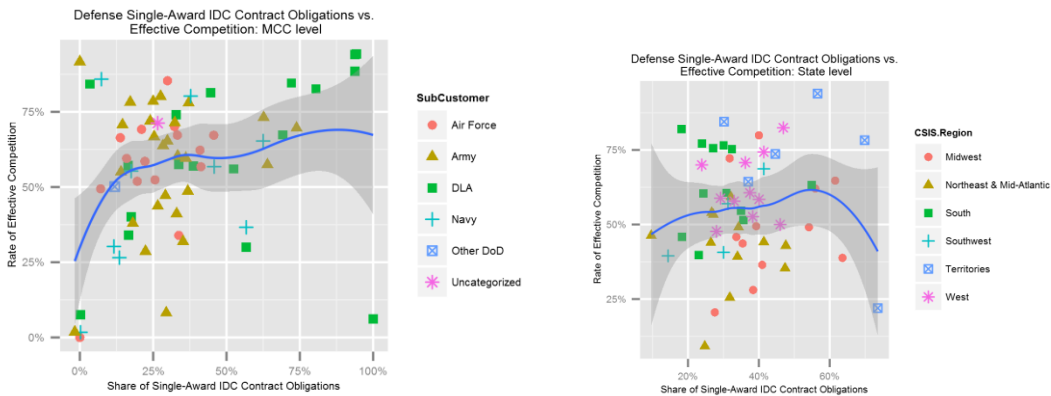 Defense Single-Award IDC Contract Obligations vs.
Effective Competition: MCC level
Rate of Effective Competition
75%
50%
25%
0%
0%
25%
50%
75%
100%
Share of Single-Award IDC Contract Obligations
SubCustomer
Air Force
Army
DLA
Navy
Other DoD
Uncategorized
Defense Single-Award IDC Contract Obligations vs.
Effective Competition: State level
Rate of Effective Competition
75%
50%
25%
20%
40%
60%
Share of Single-Award IDC Contract Obligations
CSIS.Region
Midwest
Northeast & Mid-Atlantic
South
Southwest
Territories
West